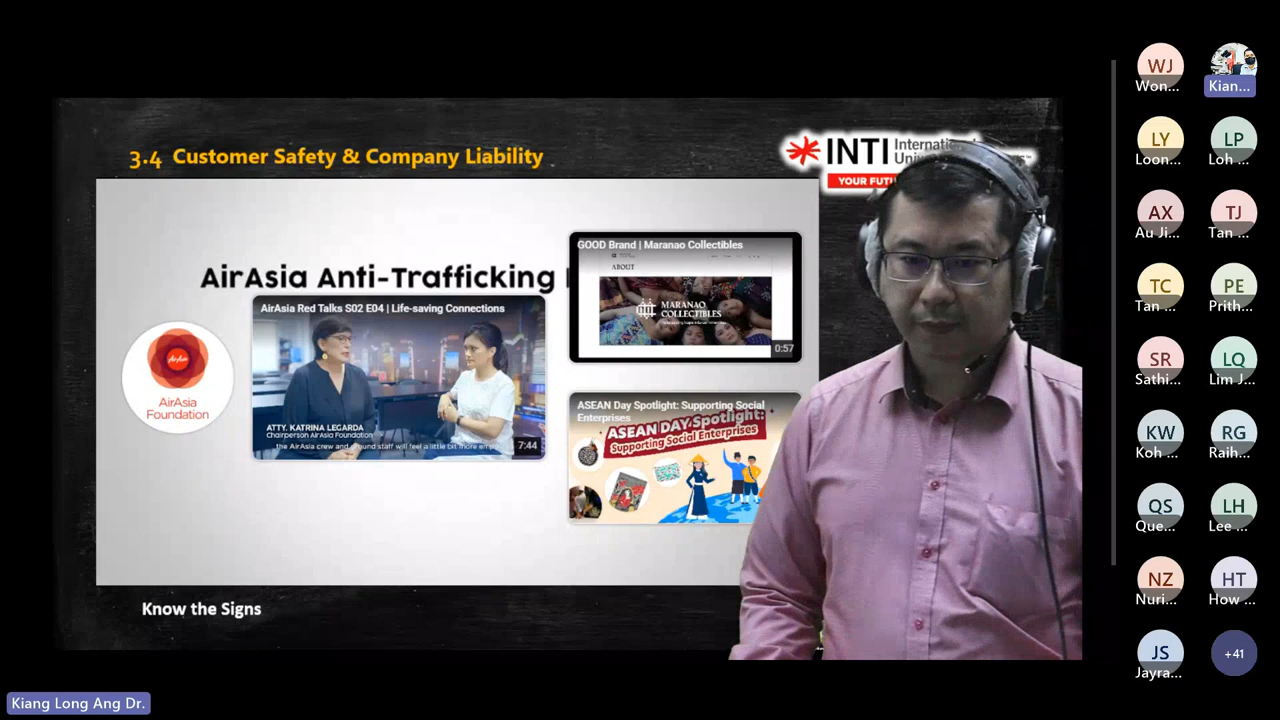 3.4 Customer Safety & Company Liability
INTI International
YOUR
AirAsia Anti-Trafficking
AirAsia Red Talks S02 E04 | Life-saving Connections
ATTY. KATRINA LEGARDA
Chairperson AirAsia Foundation
the AirAsia crew and ground staff will feel a little bit more
7:44
AirAsia
AirAsia
Foundation
GOOD Brand | Maranao Collectibles
ABOUT
MARANAO
COLLECTIBLES
0:57
ASEAN Day Spotlight: Supporting Social
Enterprises
ASEAN DAY Spotlight:
Supporting Social Enterprises
Know the Signs
Kiang Long Ang Dr.
WJ
Won...
Kian...
LY
Loon...
LP
Loh ...
AX
Au Ji...
TJ
Tan ...
TC
Tan ...
PE
Prith...
SR
Sathi...
LQ
Lim J...
KW
Koh ...
RG
Raih...
QS
Que...
LH
Lee ...
NZ
Nuri...
HT
How ...
JS
Jayra...
+41